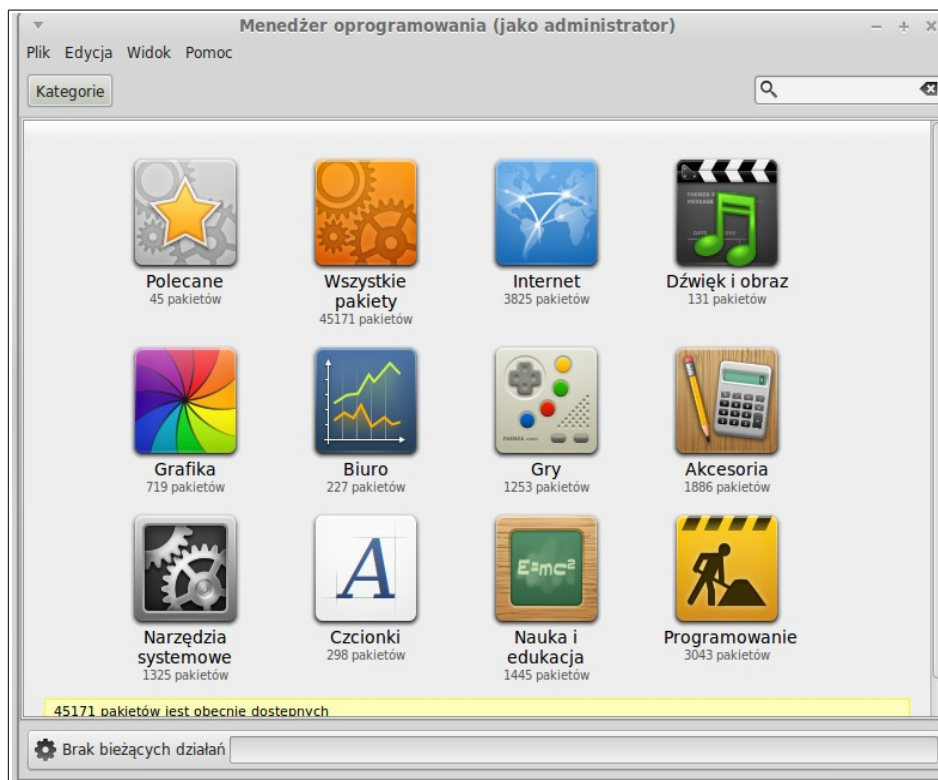 Menedżer oprogramowania (jako administrator)
Plik Edycja Widok Pomoc
Kategorie
Polecane
45 pakietów
Wszystkie
pakiety
45171 pakietów
Internet
3825 pakietów
Dźwięk i obraz
131 pakietów
Grafika
719 pakietów
Biuro
227 pakietów
Gry
1253 pakietów
Akcesoria
1886 pakietów
Narzędzia
systemowe
1325 pakietów
A
Czcionki
298 pakietów
E=mc²
Nauka i
edukacja
1445 pakietów
Programowanie
3043 pakietów
45171 pakietów jest obecnie dostępnych
Brak bieżących działań